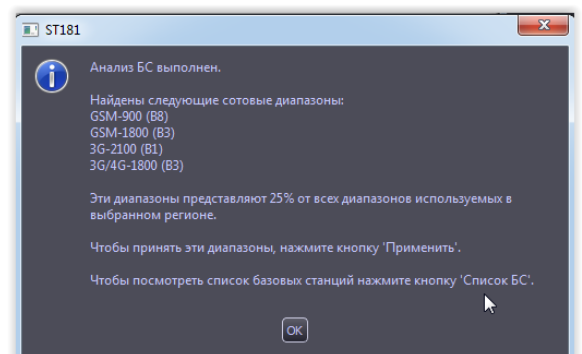 ST181
Анализ БС выполнен.
Найдены следующие сотовые диапазоны:
GSM-900 (B8)
GSM-1800 (B3)
3G-2100 (B1)
3G/4G-1800 (B3)
Эти диапазоны представляют 25% от всех диапазонов используемых в
выбранном регионе.
Чтобы принять эти диапазоны, нажмите кнопку 'Применить'.
Чтобы посмотреть список базовых станций нажмите кнопку 'Список БС'.
OK